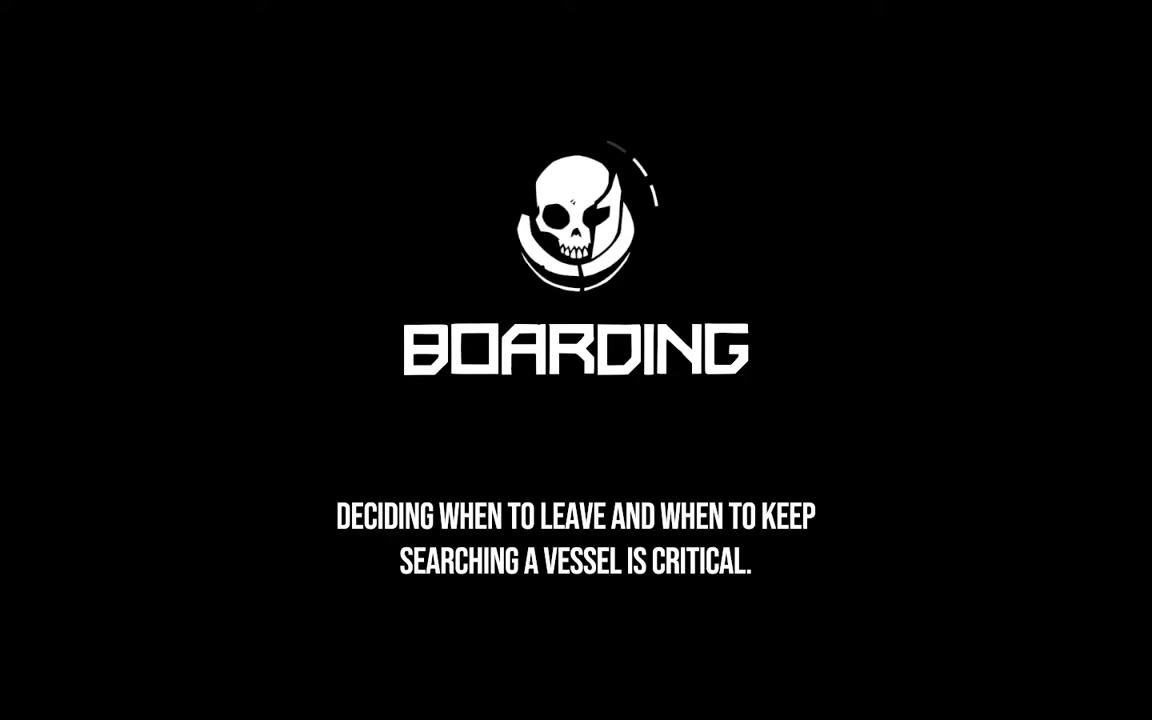 BOARDING
DECIDING WHEN TO LEAVE AND WHEN TO KEEP
SEARCHING A VESSEL IS CRITICAL.